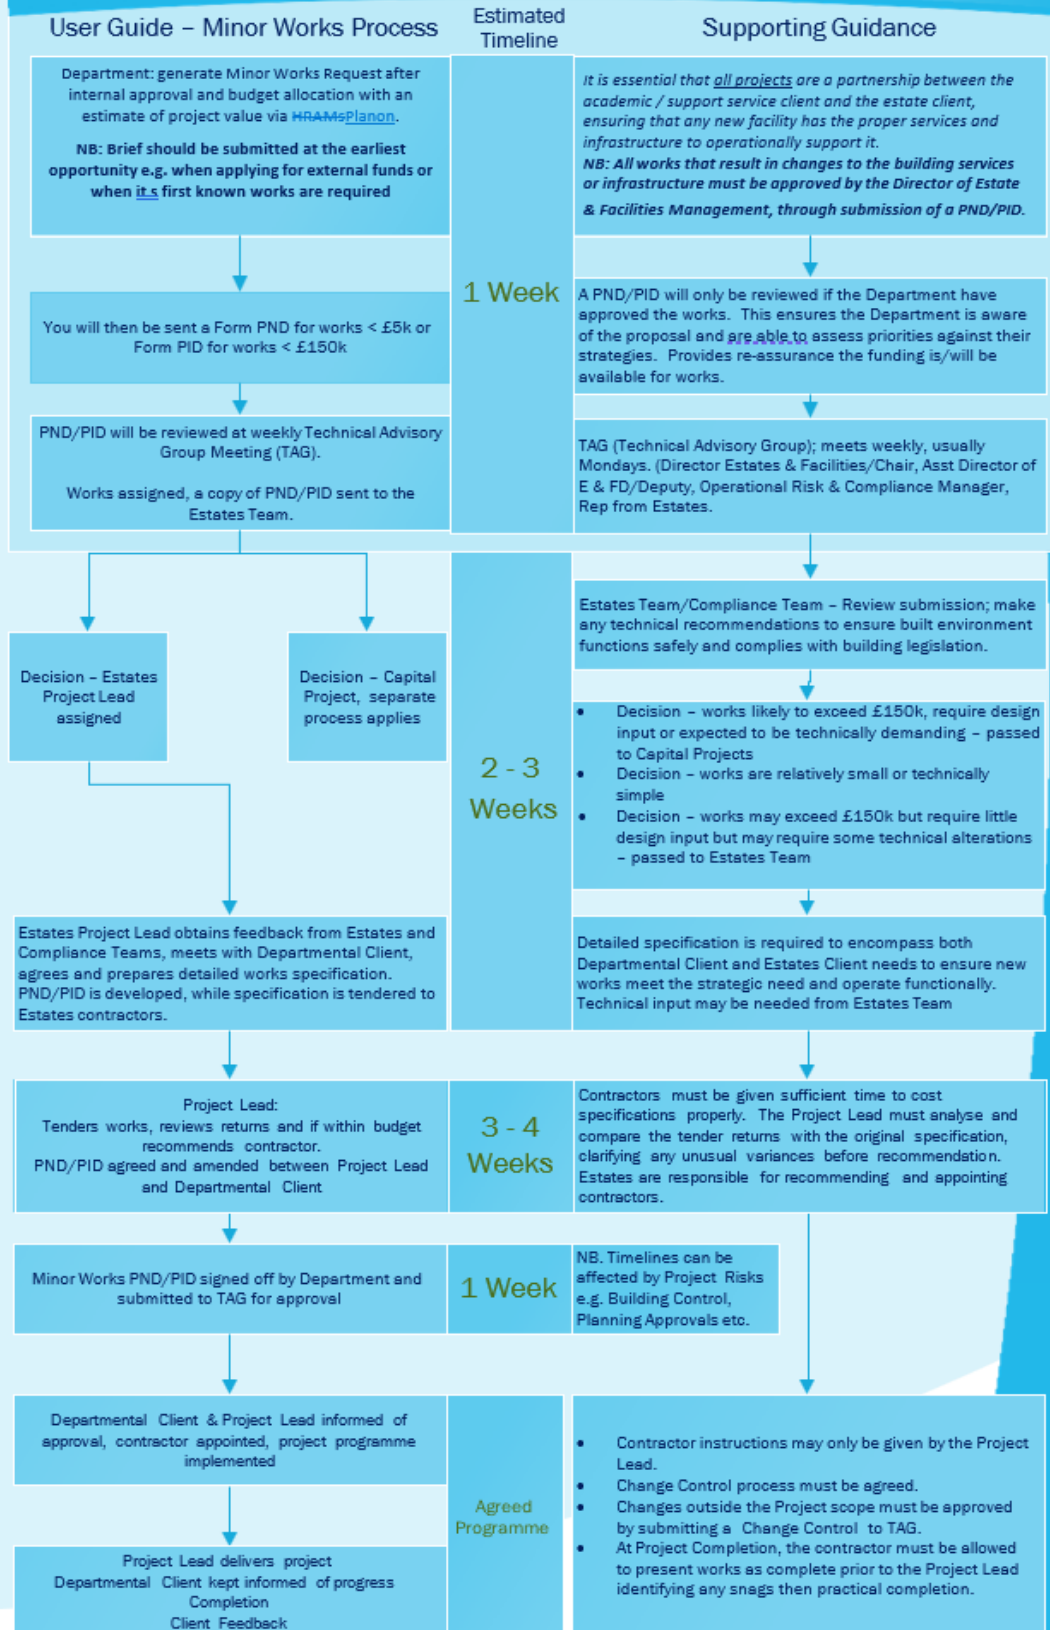 User Guide – Minor Works Process
Estimated
Timeline
Supporting Guidance
Department: generate Minor Works Request after
internal approval and budget allocation with an
estimate of project value via HRAMsPlanon.
NB: Brief should be submitted at the earliest
opportunity e.g. when applying for external funds or
when it.s first known works are required
1 Week
It is essential that all projects are a partnership between the
academic / support service client and the estate client,
ensuring that any new facility has the proper services and
infrastructure to operationally support it.
NB: All works that result in changes to the building services
or infrastructure must be approved by the Director of Estate
& Facilities Management, through submission of a PND/PID.
You will then be sent a Form PND for works < £5k or
Form PID for works < £150k
A PND/PID will only be reviewed if the Department have
approved the works. This ensures the Department is aware
of the proposal and are able to assess priorities against their
strategies. Provides re-assurance the funding is/will be
available for works.
PND/PID will be reviewed at weekly Technical Advisory
Group Meeting (TAG).
Works assigned, a copy of PND/PID sent to the
Estates Team.
TAG (Technical Advisory Group); meets weekly, usually
Mondays. (Director Estates & Facilities/Chair, Asst Director of
E & FD/Deputy, Operational Risk & Compliance Manager,
Rep from Estates.
Decision – Estates
Project Lead
assigned
Decision – Capital
Project, separate
process applies
2 - 3
Weeks
Estates Team/Compliance Team – Review submission; make
any technical recommendations to ensure built environment
functions safely and complies with building legislation.
• Decision – works likely to exceed £150k, require design
input or expected to be technically demanding – passed
to Capital Projects
• Decision – works are relatively small or technically
simple
• Decision – works may exceed £150k but require little
design input but may require some technical alterations
– passed to Estates Team
Estates Project Lead obtains feedback from Estates and
Compliance Teams, meets with Departmental Client,
agrees and prepares detailed works specification.
PND/PID is developed, while specification is tendered to
Estates contractors.
Detailed specification is required to encompass both
Departmental Client and Estates Client needs to ensure new
works meet the strategic need and operate functionally.
Technical input may be needed from Estates Team
Project Lead:
Tenders works, reviews returns and if within budget
recommends contractor.
PND/PID agreed and amended between Project Lead
and Departmental Client
3 - 4
Weeks
Contractors must be given sufficient time to cost
specifications properly. The Project Lead must analyse and
compare the tender returns with the original specification,
clarifying any unusual variances before recommendation.
Estates are responsible for recommending and appointing
contractors.
Minor Works PND/PID signed off by Department and
submitted to TAG for approval
1 Week
NB. Timelines can be
affected by Project Risks
e.g. Building Control,
Planning Approvals etc.
Departmental Client & Project Lead informed of
approval, contractor appointed, project programme
implemented
Agreed
Programme
• Contractor instructions may only be given by the Project
Lead.
• Change Control process must be agreed.
• Changes outside the Project scope must be approved
by submitting a Change Control to TAG.
• At Project Completion, the contractor must be allowed
to present works as complete prior to the Project Lead
identifying any snags then practical completion.
Project Lead delivers project
Departmental Client kept informed of progress
Completion
Client Feedback